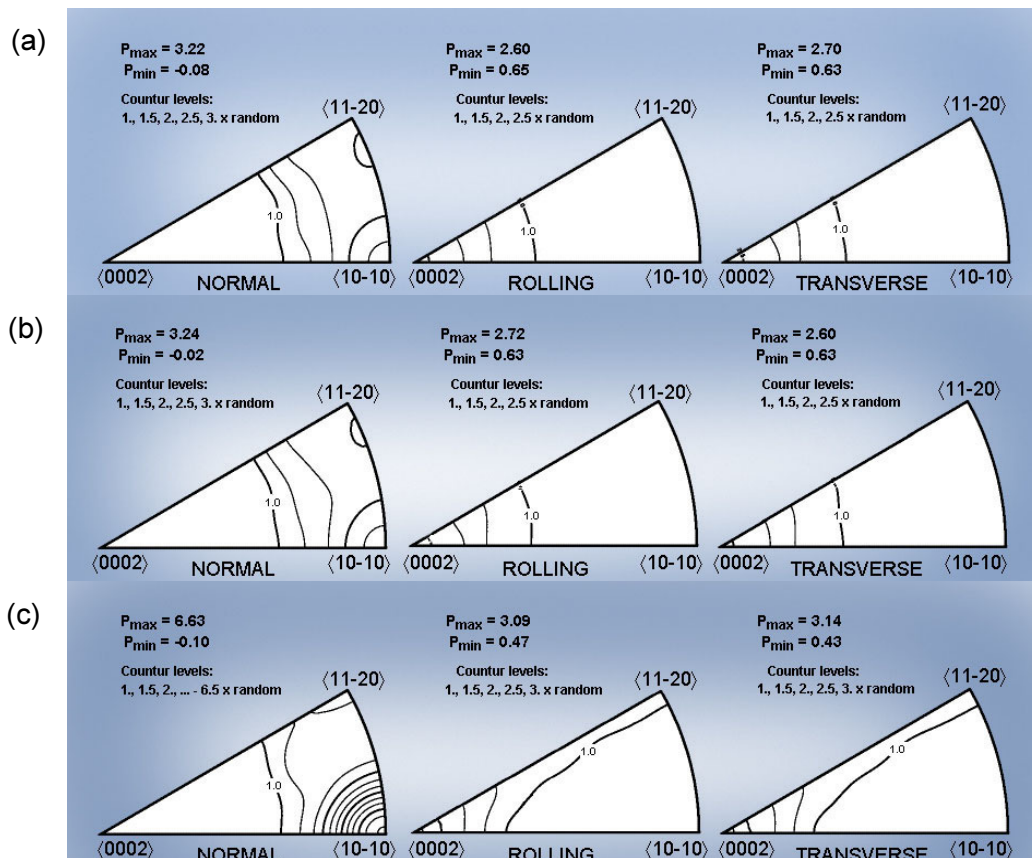 (a)
Pmax = 3.22
Pmin = -0.08
Countur levels:
1., 1.5, 2., 2.5, 3. x random
⟨11-20⟩
1.0
⟨0002⟩ NORMAL ⟨10-10⟩
Pmax = 2.60
Pmin = 0.65
Countur levels:
1., 1.5, 2., 2.5 x random
⟨11-20⟩
1.0
ROLLING ⟨10-10⟩
⟨0002⟩
Pmax = 2.70
Pmin = 0.63
Countur levels:
1., 1.5, 2., 2.5 x random
⟨11-20⟩
1.0
⟨0002⟩ TRANSVERSE ⟨10-10⟩
(b)
Pmax = 3.24
Pmin = -0.02
Countur levels:
1., 1.5, 2., 2.5, 3. x random
⟨11-20⟩
1.0
⟨0002⟩ NORMAL ⟨10-10⟩
Pmax = 2.72
Pmin = 0.63
Countur levels:
1., 1.5, 2., 2.5 x random
⟨11-20⟩
1.0
⟨0002⟩ ROLLING ⟨10-10⟩
Pmax = 2.60
Pmin = 0.63
Countur levels:
1., 1.5, 2., 2.5 x random
⟨11-20⟩
1.0
⟨0002⟩ TRANSVERSE ⟨10-10⟩
(c)
Pmax = 6.63
Pmin = -0.10
Countur levels:
1., 1.5, 2., ... - 6.5 x random
⟨11-20⟩
1.0
⟨0002⟩ NORMAL ⟨10-10⟩
Pmax = 3.09
Pmin = 0.47
Countur levels:
1., 1.5, 2., 2.5, 3. x random
⟨11-20⟩
1.0
⟨0002⟩ ROLLING ⟨10-10⟩
Pmax = 3.14
Pmin = 0.43
Countur levels:
1., 1.5, 2., 2.5, 3. x random
⟨11-20⟩
1.0
⟨0002⟩ TRANSVERSE ⟨10-10⟩